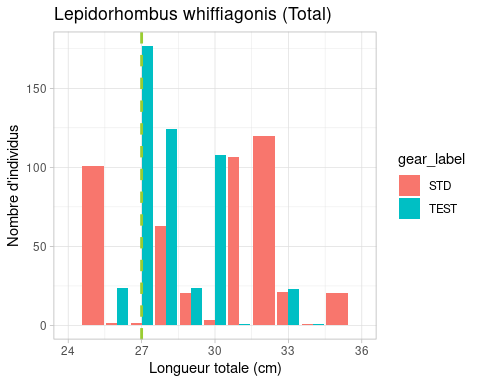 Lepidorhombus whiffiagonis (Total)
150
100
50
0
Nombre d'individus
24 27 30 33 36
Longueur totale (cm)
gear_label
STD
TEST